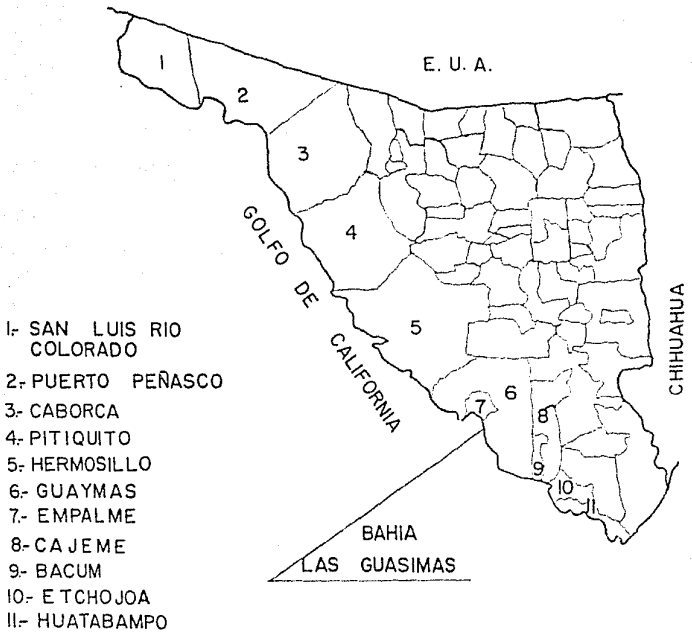 E. U. A.
1
2
3
4
5
6
7
8
9
10
11
GOLFO DE CALIFORNIA
CHIHUAHUA
BAHIA
LAS GUASIMAS
1.- SAN LUIS RIO
COLORADO
2.- PUERTO PEÑASCO
3.- CABORCA
4.- PITIQUITO
5.- HERMOSILLO
6.- GUAYMAS
7.- EMPALME
8.- CAJEME
9.- BACUM
10.- ETCHOJOA
11.- HUATABAMPO